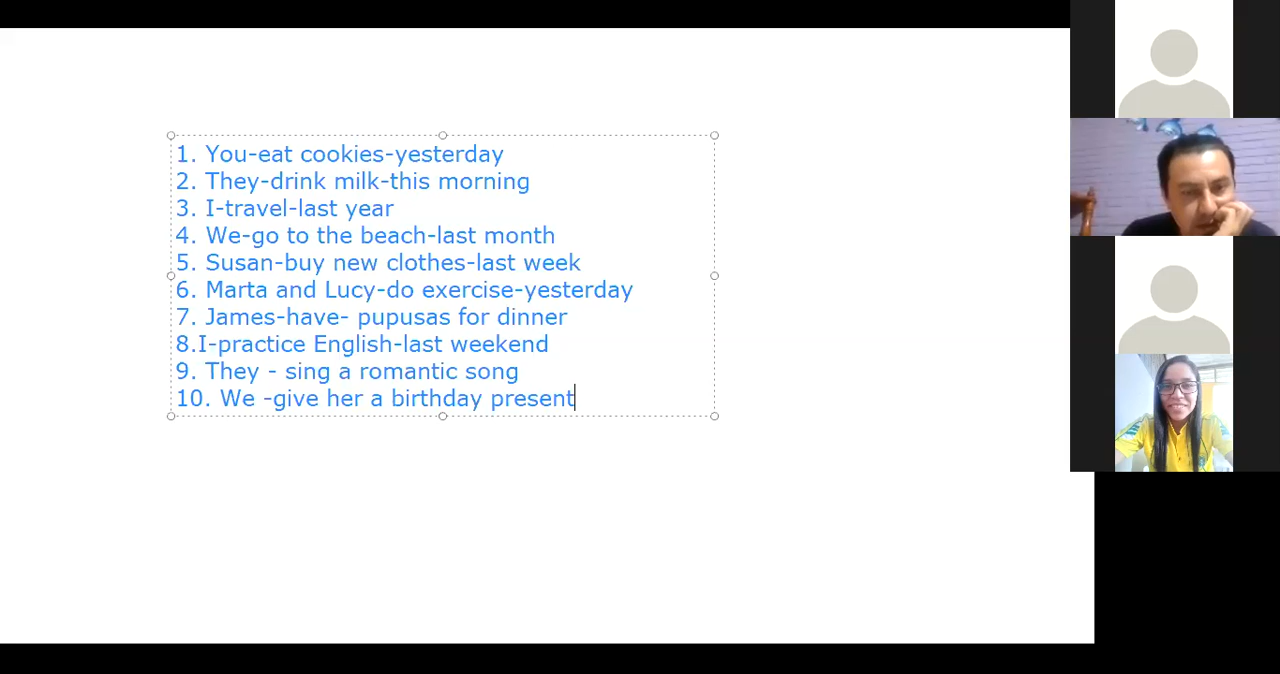 1. You-eat cookies-yesterday
2. They-drink milk-this morning
3. I-travel-last year
4. We-go to the beach-last month
5. Susan-buy new clothes-last week
6. Marta and Lucy-do exercise-yesterday
7. James-have- pupusas for dinner
8.I-practice English-last weekend
9. They - sing a romantic song
10. We -give her a birthday present